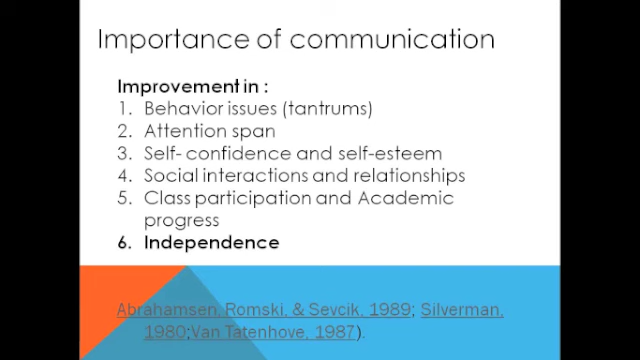 Importance of communication
Improvement in :
1. Behavior issues (tantrums)
2. Attention span
3. Self- confidence and self-esteem
4. Social interactions and relationships
5. Class participation and Academic
progress
6. Independence
Abrahamsen, Romski, & Sevcik, 1989; Silverman,
1980;Van Tatenhove, 1987).